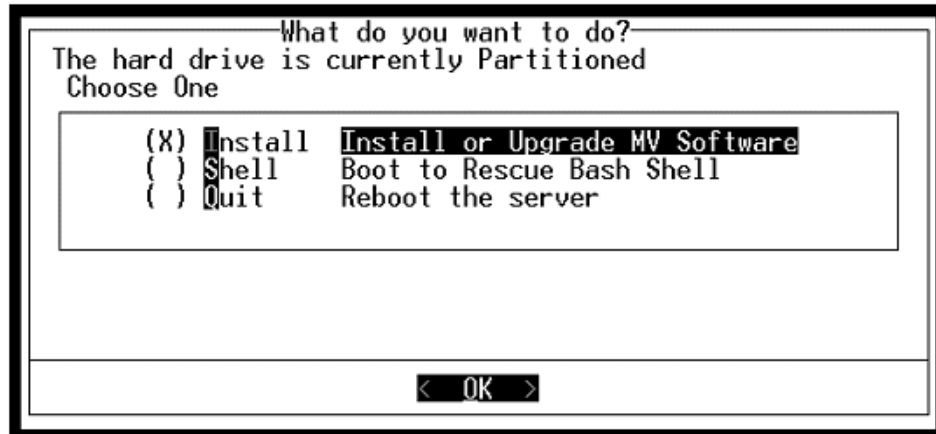 What do you want to do?
The hard drive is currently Partitioned
Choose One
(X) Install Install or Upgrade MV Software
( ) Shell Boot to Rescue Bash Shell
( ) Quit Reboot the server
< OK >